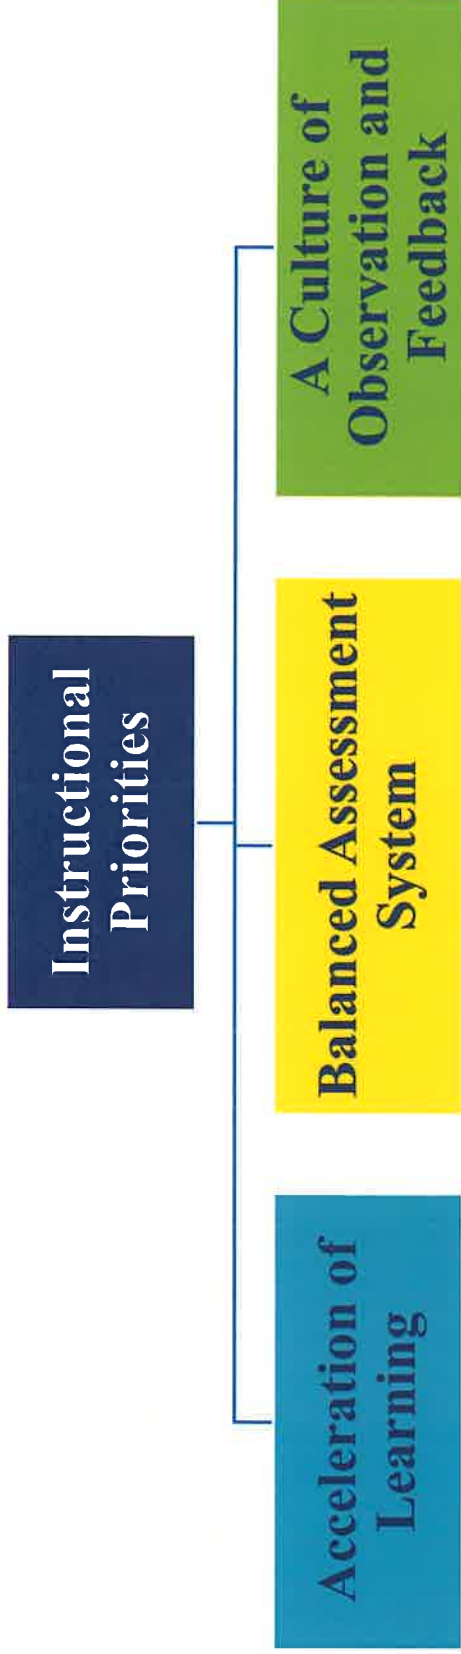 Instructional
Priorities
Acceleration of
Learning
Balanced Assessment
System
A Culture of
Observation and
Feedback